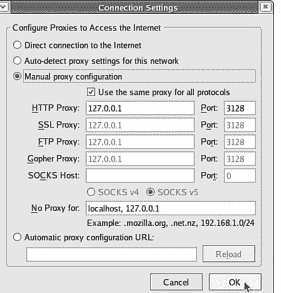 Connection Settings
Configure Proxies to Access the Internet
Direct connection to the Internet
Auto-detect proxy settings for this network
Manual proxy configuration
Use the same proxy for all protocols
HTTP Proxy: 127.0.0.1 Port: 3128
SSL Proxy: 127.0.0.1 Port: 3128
FTP Proxy: 127.0.0.1 Port: 3128
Gopher Proxy: 127.0.0.1 Port: 3128
SOCKS Host: Port: 0
SOCKS v4 SOCKS v5
No Proxy for: localhost, 127.0.0.1
Example: .mozilla.org, .net.nz, 192.168.1.0/24
Automatic proxy configuration URL:
Reload
Cancel OK